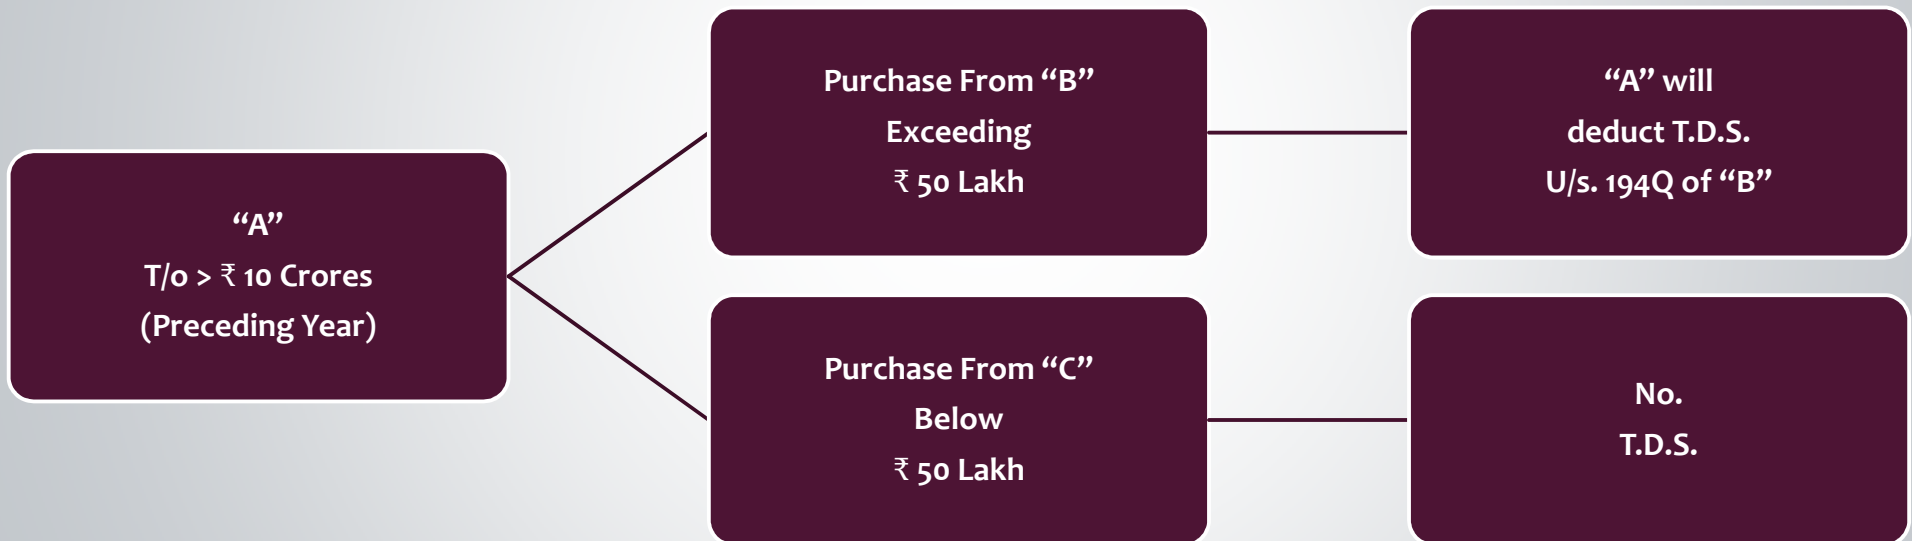 “A”
T/o > ₹ 10 Crores
(Preceding Year)
Purchase From “B”
Exceeding
₹ 50 Lakh
“A” will
deduct T.D.S.
U/s. 194Q of “B”
Purchase From “C”
Below
₹ 50 Lakh
No.
T.D.S.